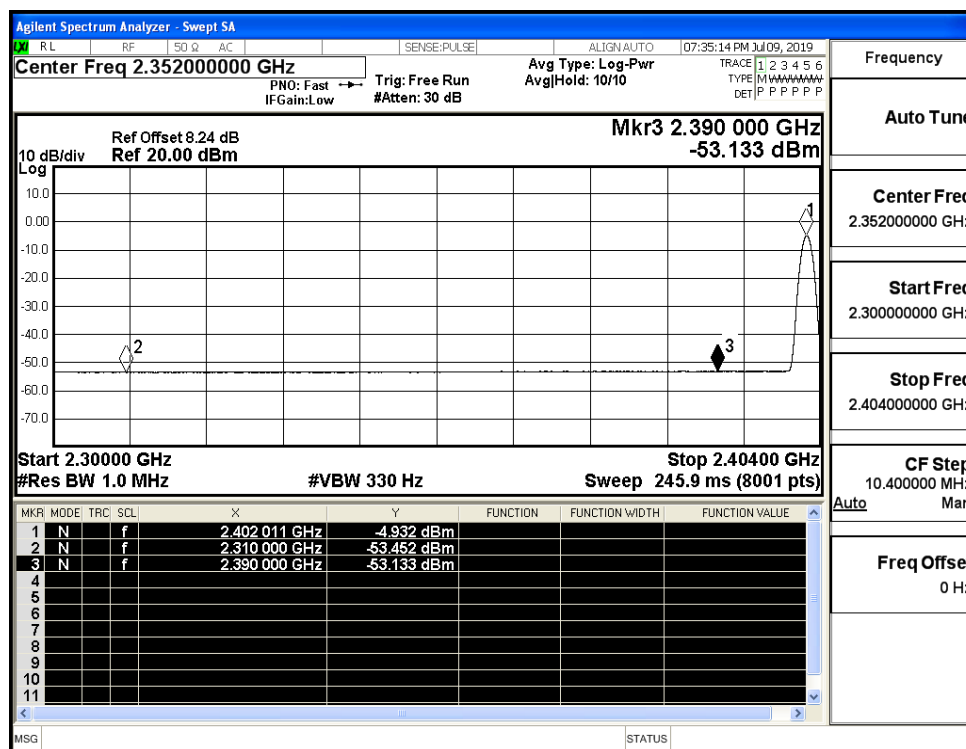 Agilent Spectrum Analyzer - Swept SA
LXI RL RF 50 Ω AC SENSE:PULSE ALIGN AUTO 07:35:14 PM Jul 09, 2019
Center Freq 2.352000000 GHz
PNO: Fast
IFGain:Low
Trig: Free Run
#Atten: 30 dB
Avg Type: Log-Pwr
Avg|Hold: 10/10
TRACE 1 2 3 4 5 6
TYPE M W W W W W
DET P P P P P P
Ref Offset 8.24 dB
10 dB/div Ref 20.00 dBm
Log
Mkr3 2.390 000 GHz
-53.133 dBm
10.0
0.00
-10.0
-20.0
-30.0
-40.0
-50.0
-60.0
-70.0
1
2
3
Start 2.30000 GHz Stop 2.40400 GHz
#Res BW 1.0 MHz #VBW 330 Hz Sweep 245.9 ms (8001 pts)
MKR MODE TRC SCL X Y FUNCTION FUNCTION WIDTH FUNCTION VALUE
1 N f 2.402 011 GHz -4.932 dBm
2 N f 2.310 000 GHz -53.452 dBm
3 N f 2.390 000 GHz -53.133 dBm
4
5
6
7
8
9
10
11
MSG STATUS
Frequency
Auto Tune
Center Freq
2.352000000 GHz
Start Freq
2.300000000 GHz
Stop Freq
2.404000000 GHz
CF Step
10.400000 MHz
Auto Man
Freq Offset
0 Hz